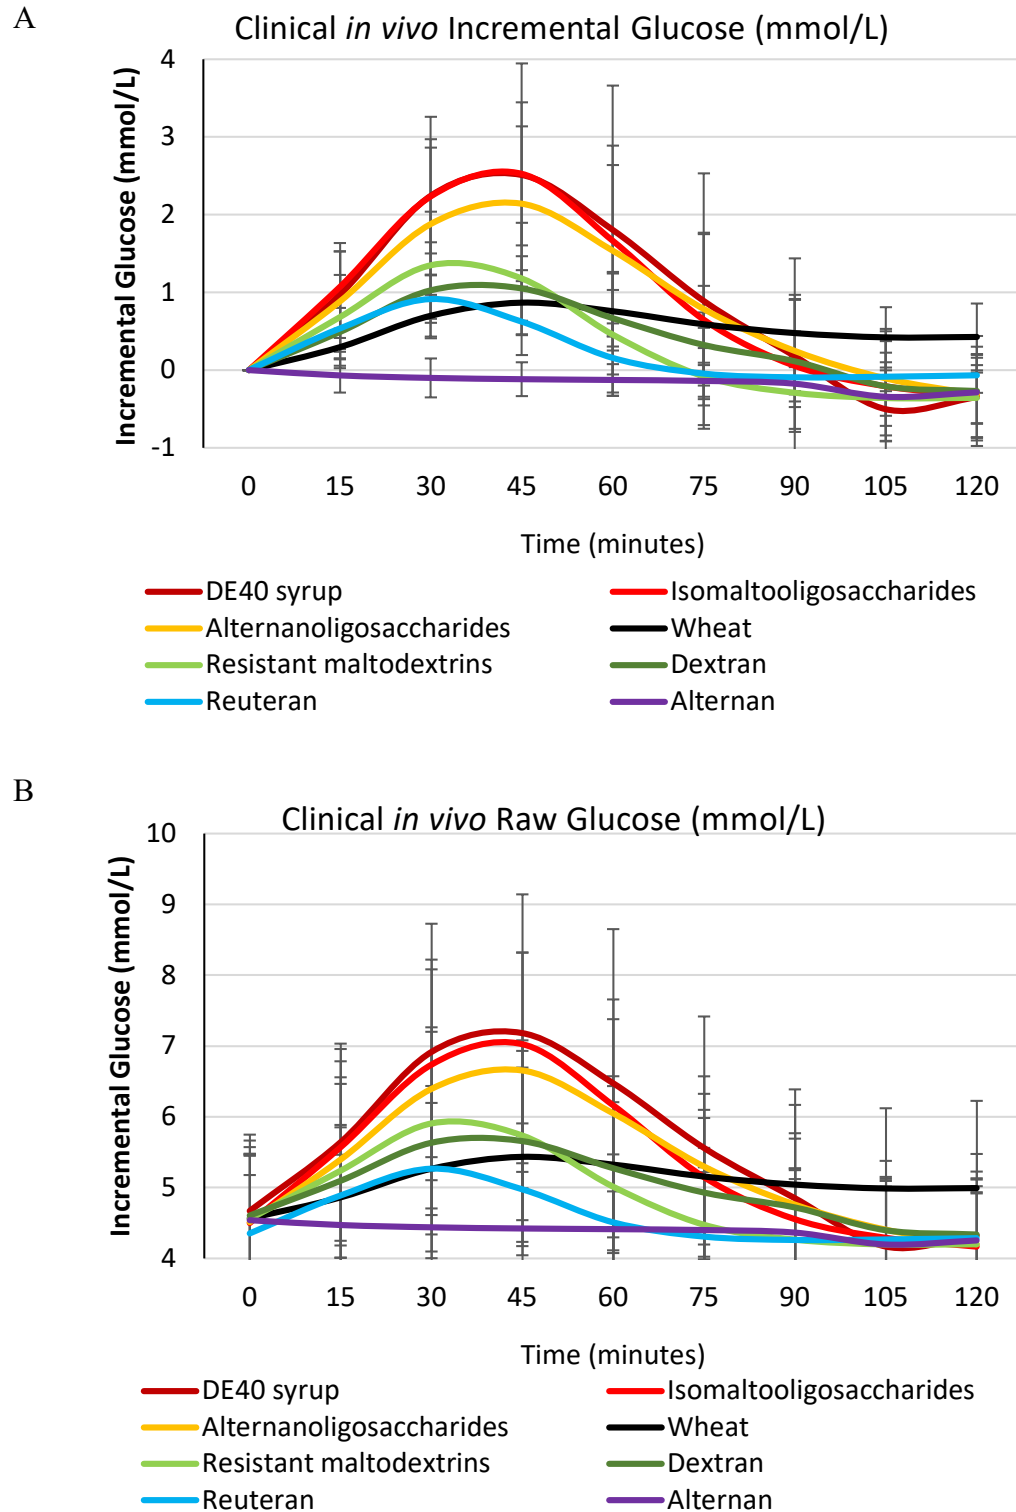 A
Clinical in vivo Incremental Glucose (mmol/L)
Incremental Glucose (mmol/L)
4
3
2
1
0
-1
0 15 30 45 60 75 90 105 120
Time (minutes)
DE40 syrup Isomaltooligosaccharides
Alternanoligosaccharides Wheat
Resistant maltodextrins Dextran
Reuteran Alternan
B
Clinical in vivo Raw Glucose (mmol/L)
Incremental Glucose (mmol/L)
10
9
8
7
6
5
4
0 15 30 45 60 75 90 105 120
Time (minutes)
DE40 syrup Isomaltooligosaccharides
Alternanoligosaccharides Wheat
Resistant maltodextrins Dextran
Reuteran Alternan